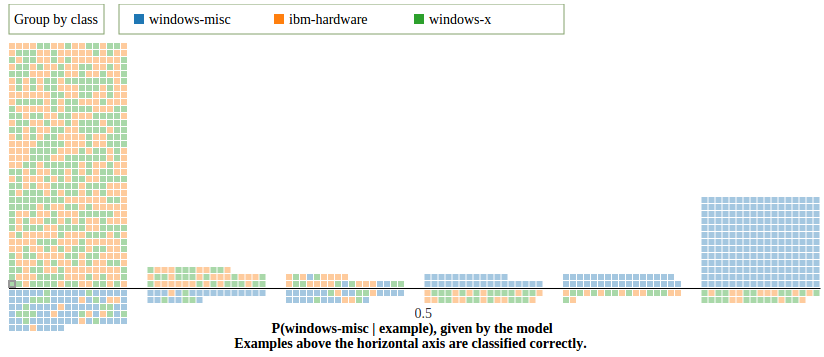 Group by class
windows-misc
ibm-hardware
windows-x
0.5
P(windows-misc | example), given by the model
Examples above the horizontal axis are classified correctly.